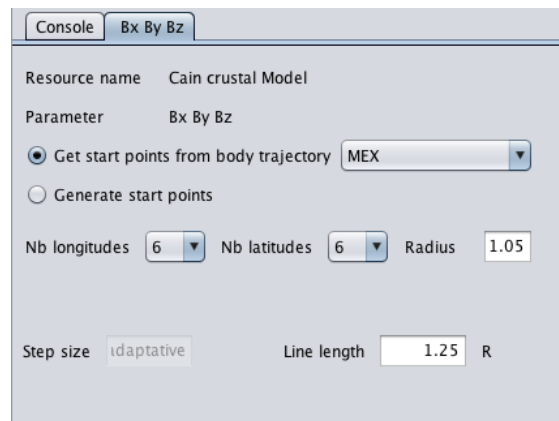 Console Bx By Bz
Resource name Cain crustal Model
Parameter Bx By Bz
Get start points from body trajectory MEX
Generate start points
Nb longitudes 6 Nb latitudes 6 Radius 1.05
Step size adaptative Line length 1.25 R